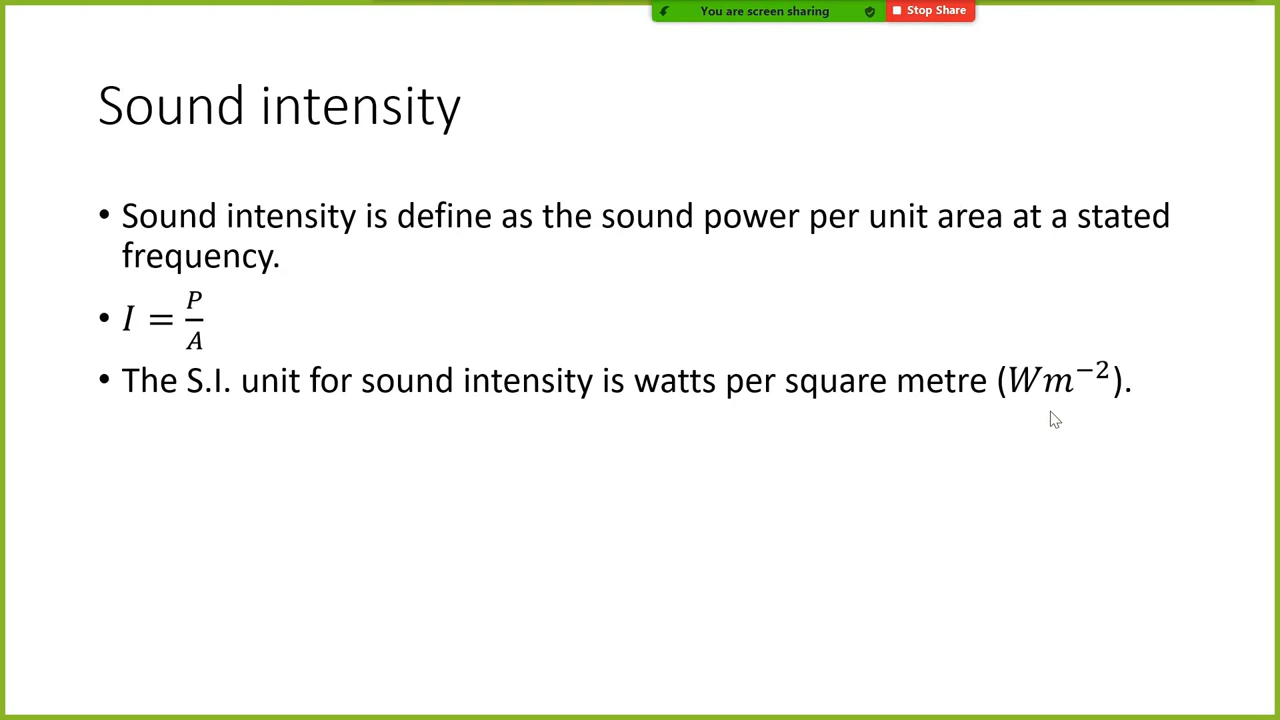 You are screen sharing Stop Share
Sound intensity
• Sound intensity is define as the sound power per unit area at a stated
frequency.
• I = P/A
• The S.I. unit for sound intensity is watts per square metre (Wm⁻²).